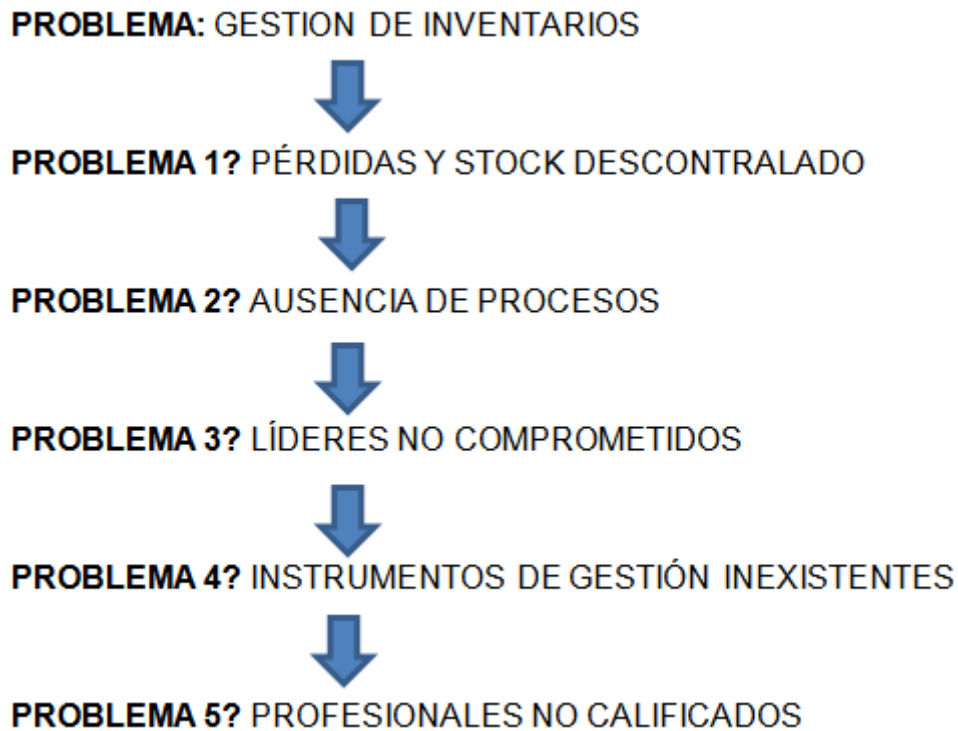 PROBLEMA: GESTION DE INVENTARIOS
PROBLEMA 1? PÉRDIDAS Y STOCK DESCONTRALADO
PROBLEMA 2? AUSENCIA DE PROCESOS
PROBLEMA 3? LÍDERES NO COMPROMETIDOS
PROBLEMA 4? INSTRUMENTOS DE GESTIÓN INEXISTENTES
PROBLEMA 5? PROFESIONALES NO CALIFICADOS